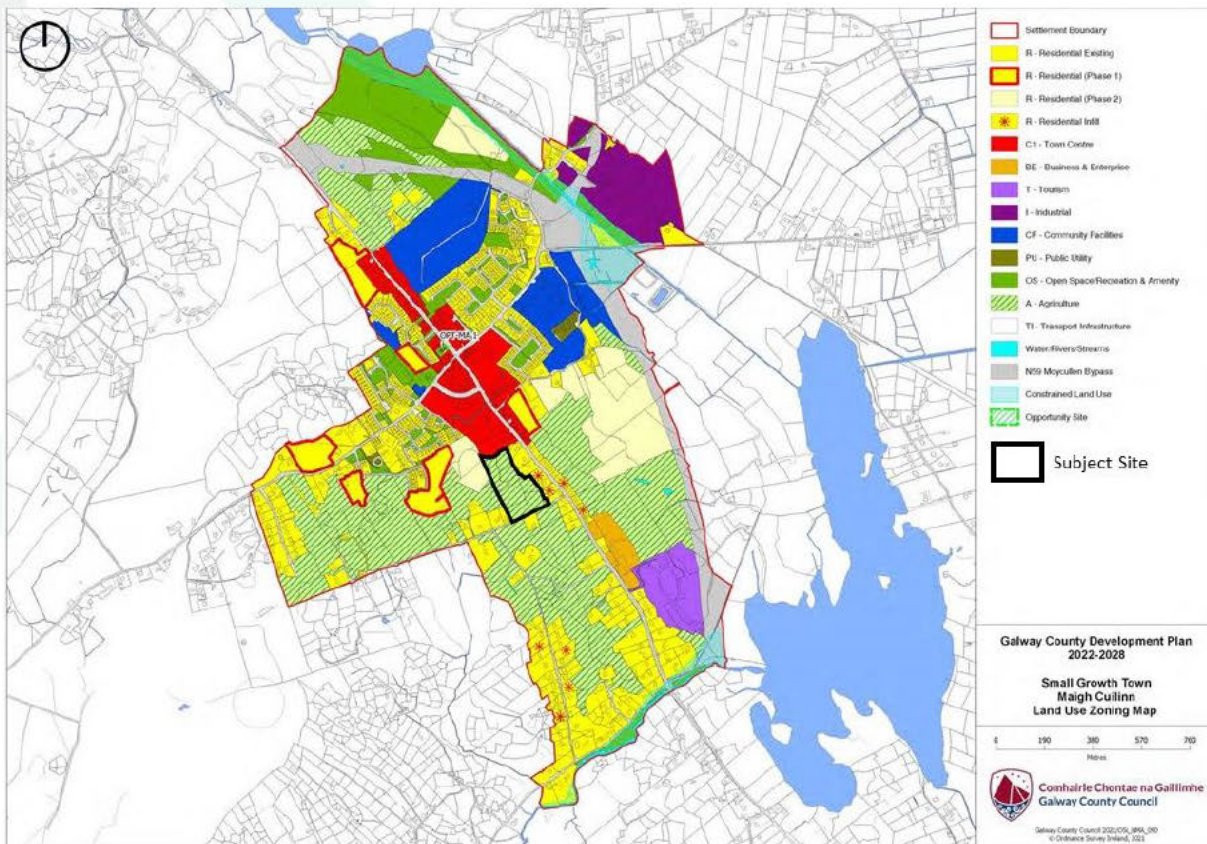 Settlement Boundary
R - Residential Existing
R - Residential (Phase 1)
R - Residential (Phase 2)
R - Residential Infill
C1 - Town Centre
BE - Business & Enterprise
T - Tourism
I - Industrial
CF - Community Facilities
PU - Public Utility
OS - Open Space/Recreation & Amenity
A - Agriculture
TI - Transport Infrastructure
Water/Rivers/Streams
N59 Moycullen Bypass
Constrained Land Use
Opportunity Site
Subject Site
OPT-MA 1
Galway County Development Plan
2022-2028
Small Growth Town
Maigh Cuilinn
Land Use Zoning Map
0 190 380 570 760
Metres
Comhairle Chontae na Gaillimhe
Galway County Council
© Ordnance Survey Ireland, 2021